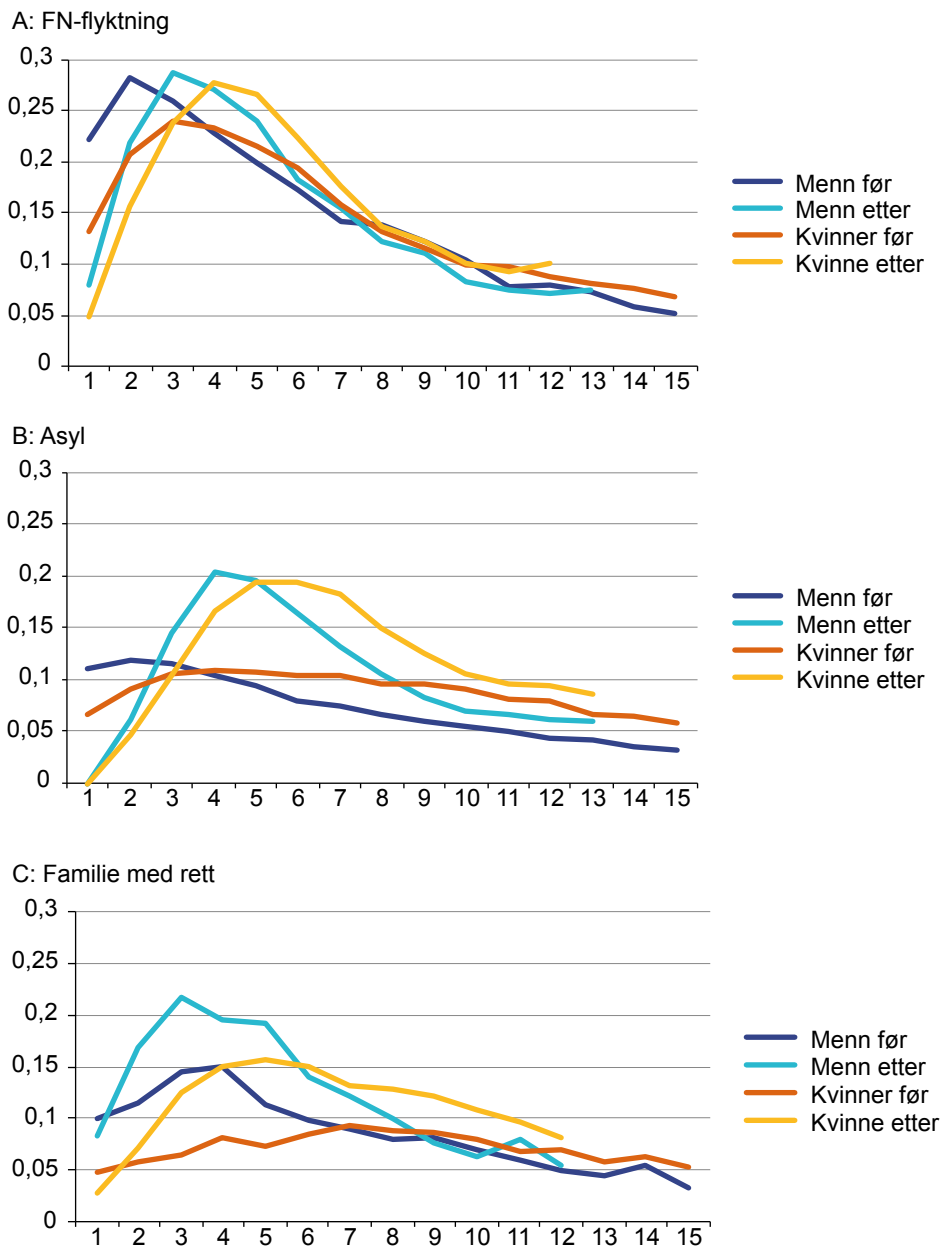 A: FN-flyktning
0,3
0,25
0,2
0,15
0,1
0,05
0
1 2 3 4 5 6 7 8 9 10 11 12 13 14 15
Menn før
Menn etter
Kvinner før
Kvinne etter
B: Asyl
0,3
0,25
0,2
0,15
0,1
0,05
0
1 2 3 4 5 6 7 8 9 10 11 12 13 14 15
Menn før
Menn etter
Kvinner før
Kvinne etter
C: Familie med rett
0,3
0,25
0,2
0,15
0,1
0,05
0
1 2 3 4 5 6 7 8 9 10 11 12 13 14 15
Menn før
Menn etter
Kvinner før
Kvinne etter